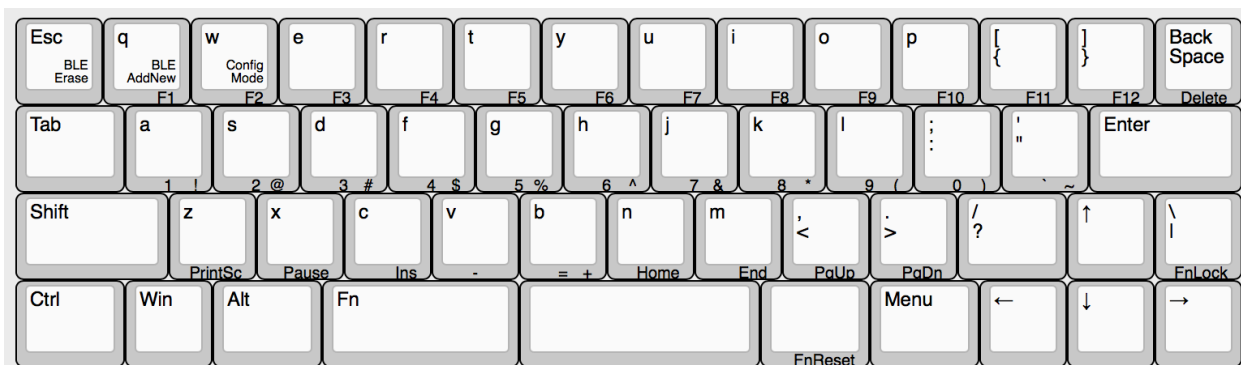 Esc q w e r t y u i o p [ ] Back
{ } Space
BLE BLE Config
Erase AddNew Mode
F1 F2 F3 F4 F5 F6 F7 F8 F9 F10 F11 F12 Delete
Tab a s d f g h j k l ; ' Enter
: "
1 ! 2 @ 3 # 4 $ 5 % 6 ^ 7 & 8 * 9 ( 0 ) ` ~
Shift z x c v b n m , . / ↑ \
< > ? |
PrintSc Pause Ins - = + Home End PgUp PgDn FnLock
Ctrl Win Alt Fn Menu ← ↓ →
FnReset